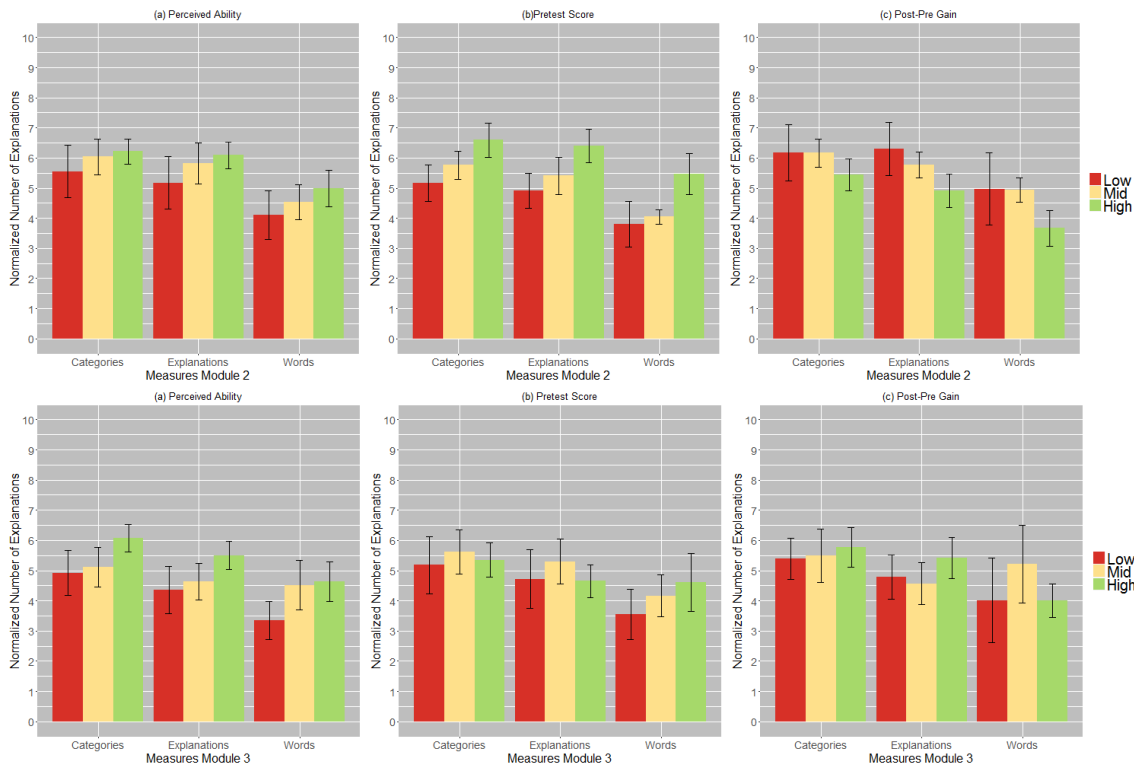 (a) Perceived Ability
(b)Pretest Score
(c) Post-Pre Gain
Normalized Number of Explanations
10
9
8
7
6
5
4
3
2
1
0
Categories Explanations Words
Measures Module 2
Normalized Number of Explanations
10
9
8
7
6
5
4
3
2
1
0
Categories Explanations Words
Measures Module 2
Normalized Number of Explanations
10
9
8
7
6
5
4
3
2
1
0
Categories Explanations Words
Measures Module 2
Low
Mid
High
(a) Perceived Ability
(b) Pretest Score
(c) Post-Pre Gain
Normalized Number of Explanations
10
9
8
7
6
5
4
3
2
1
0
Categories Explanations Words
Measures Module 3
Normalized Number of Explanations
10
9
8
7
6
5
4
3
2
1
0
Categories Explanations Words
Measures Module 3
Normalized Number of Explanations
10
9
8
7
6
5
4
3
2
1
0
Categories Explanations Words
Measures Module 3
Low
Mid
High